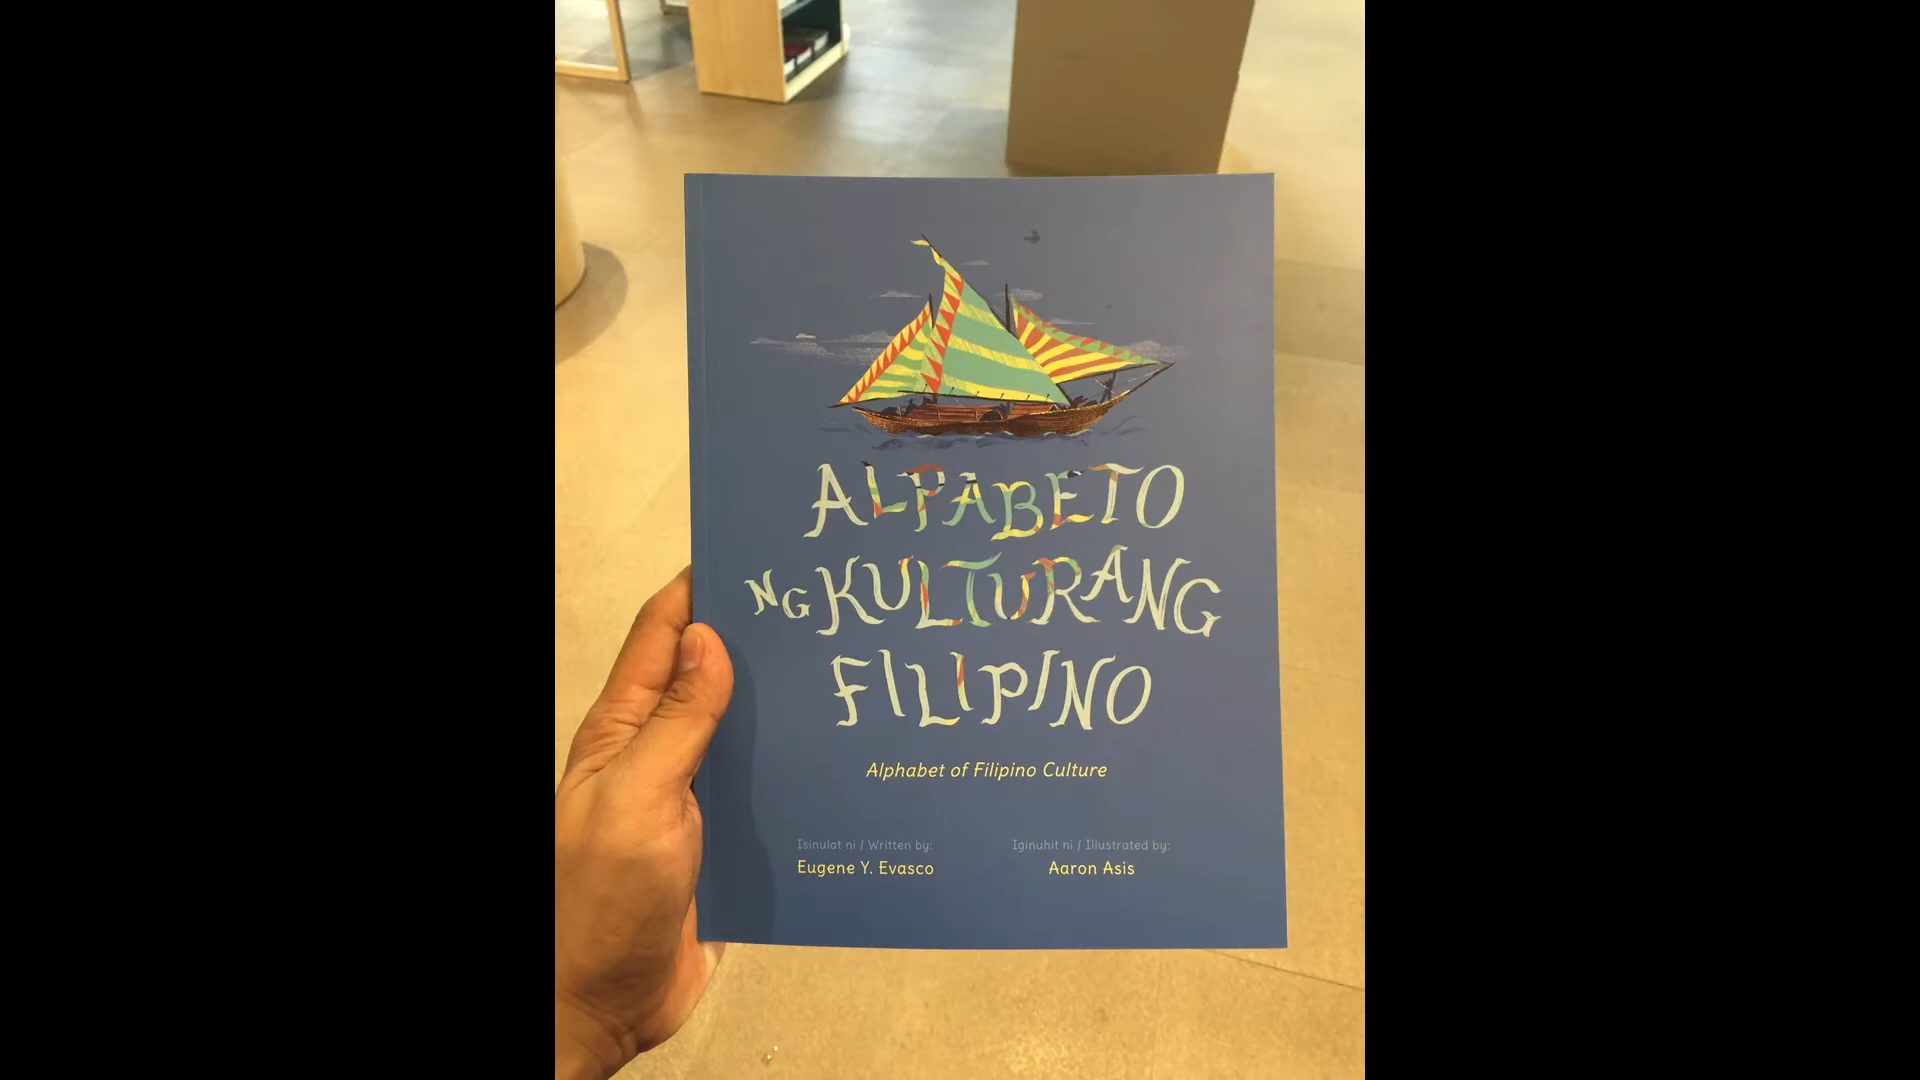 ALPABETO
NG KULTURANG
FILIPINO
Alphabet of Filipino Culture
Isinulat ni / Written by:
Eugene Y. Evasco
Iginuhit ni / Illustrated by:
Aaron Asis